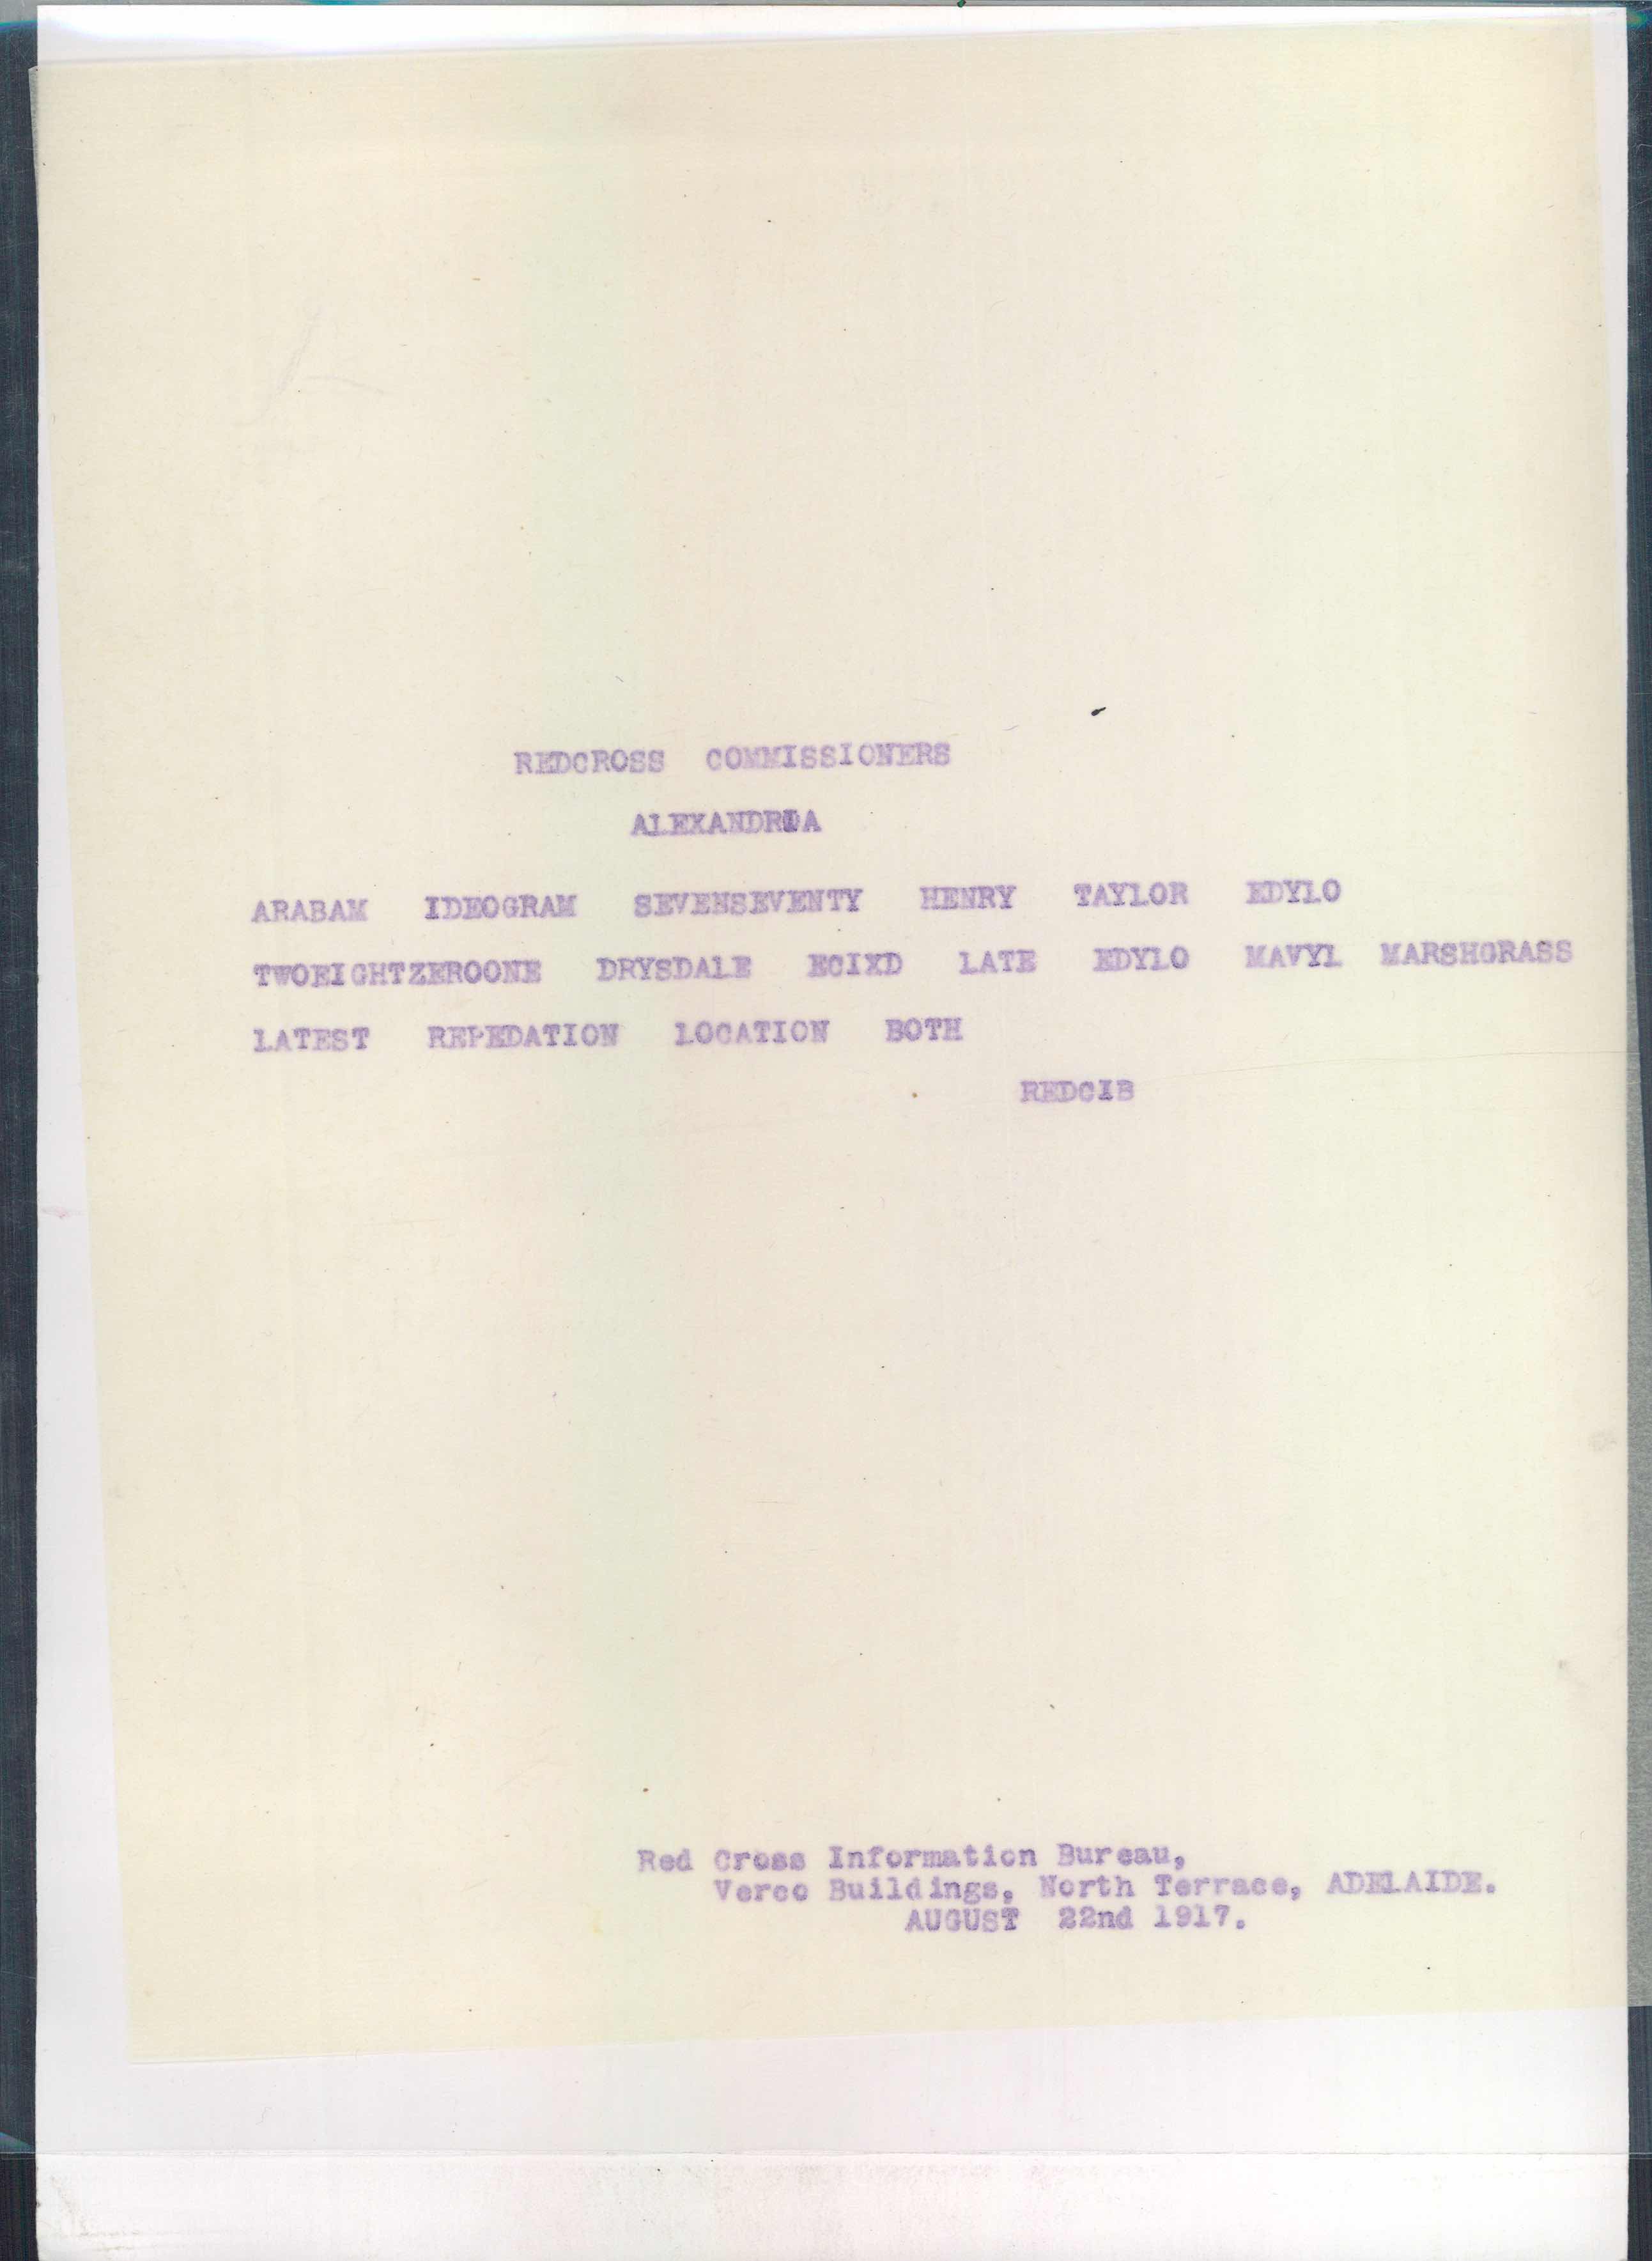 REDCROSS COMMISSIONERS
ALEXANDRIA
ARABAM IDEOGRAM SEVENSEVENTY HENRY TAYLOR EDYLO
TWOEIGHTZEROONE DRYSDALE ECIXD LATE EDYLO MAVYL MARSHGRASS
LATEST REPEDATION LOCATION BOTH
REDCIB
Red Cross Information Bureau,
Verco Buildings, North Terrace, ADELAIDE.
AUGUST 22nd 1917.